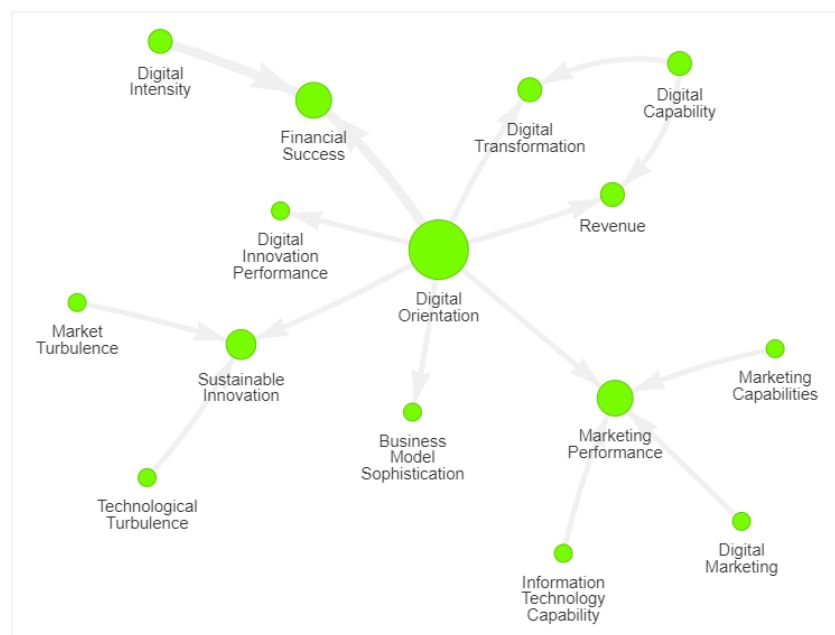 Digital
Intensity
Financial
Success
Digital
Transformation
Digital
Capability
Revenue
Digital
Innovation
Performance
Digital
Orientation
Market
Turbulence
Sustainable
Innovation
Marketing
Capabilities
Business
Model
Sophistication
Marketing
Performance
Technological
Turbulence
Digital
Marketing
Information
Technology
Capability